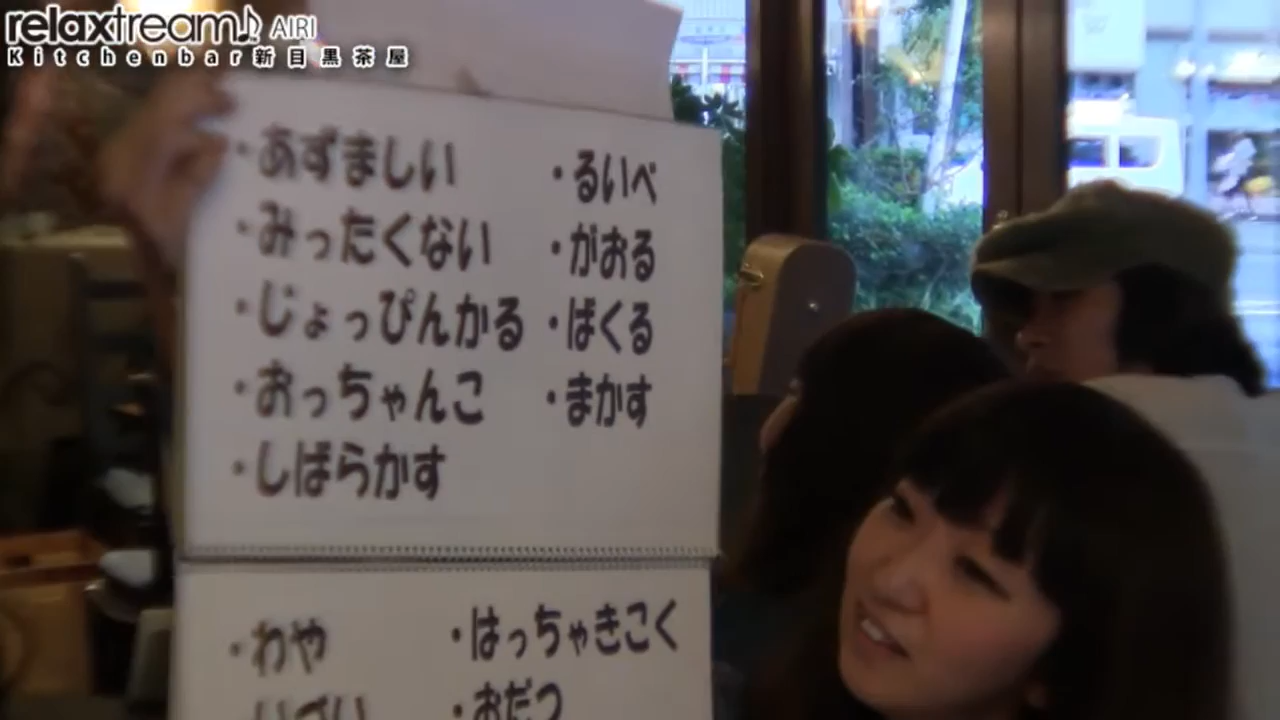 relaxtream♪ AIRI
Kitchenbar新目黒茶屋
・あずましい
・みったくない
・じょっぴんかる
・おっちゃんこ
・しばらかす
・るいべ
・がおる
・ばくる
・まかす
・わや
・はっちゃきこく
・おだつ